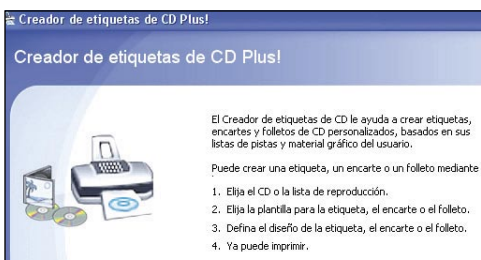 Creador de etiquetas de CD Plus!
Creador de etiquetas de CD Plus!
El Creador de etiquetas de CD le ayuda a crear etiquetas,
encartes y folletos de CD personalizados, basados en sus
listas de pistas y material gráfico del usuario.
Puede crear una etiqueta, un encarte o un folleto mediante
1. Elija el CD o la lista de reproducción.
2. Elija la plantilla para la etiqueta, el encarte o el folleto.
3. Defina el diseño de la etiqueta, el encarte o el folleto.
4. Ya puede imprimir.